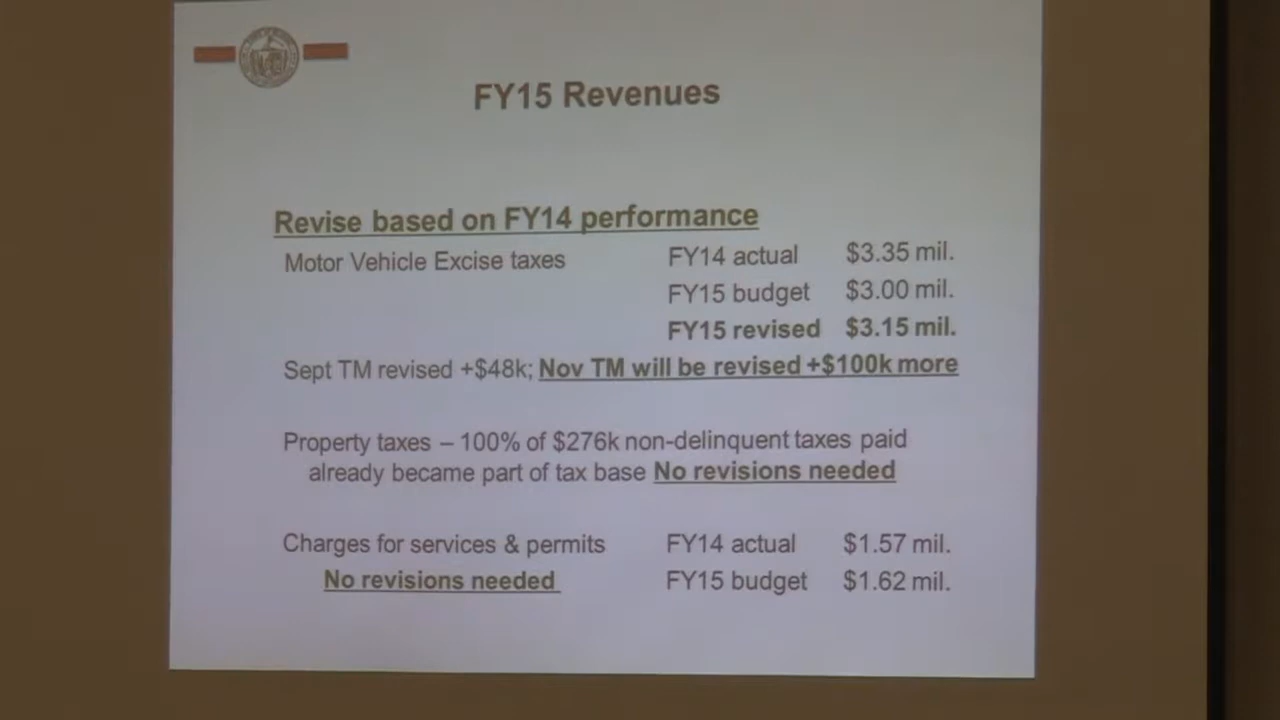 FY15 Revenues
Revise based on FY14 performance
Motor Vehicle Excise taxes FY14 actual $3.35 mil.
FY15 budget $3.00 mil.
FY15 revised $3.15 mil.
Sept TM revised +$48k; Nov TM will be revised +$100k more
Property taxes – 100% of $276k non-delinquent taxes paid
already became part of tax base No revisions needed
Charges for services & permits FY14 actual $1.57 mil.
No revisions needed FY15 budget $1.62 mil.